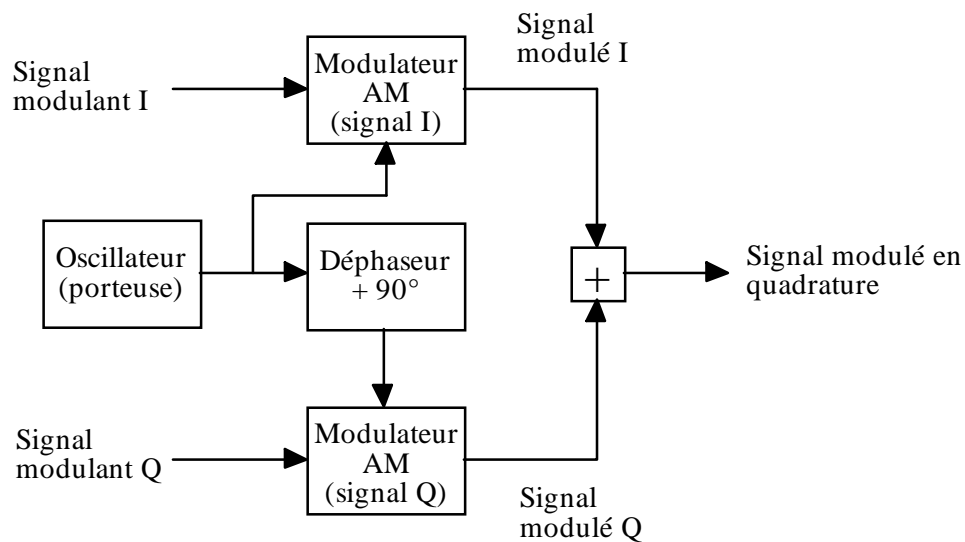 Signal
modulé I
Signal
modulant I
Modulateur
AM
(signal I)
Oscillateur
(porteuse)
Déphaseur
+ 90°
+
Signal modulé en
quadrature
Signal
modulant Q
Modulateur
AM
(signal Q)
Signal
modulé Q